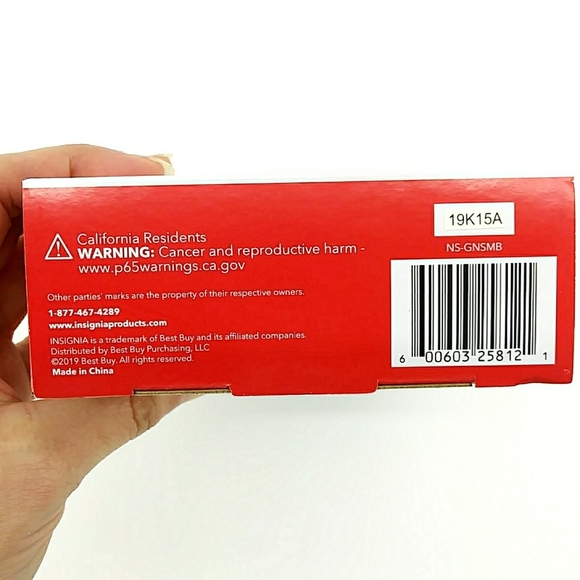 19K15A
NS-GNSMB
California Residents
WARNING: Cancer and reproductive harm -
www.p65warnings.ca.gov
Other parties' marks are the property of their respective owners.
1-877-467-4289
www.insigniaproducts.com
INSIGNIA is a trademark of Best Buy and its affiliated companies.
Distributed by Best Buy Purchasing, LLC
©2019 Best Buy. All rights reserved.
Made in China
6 00603 25812 1